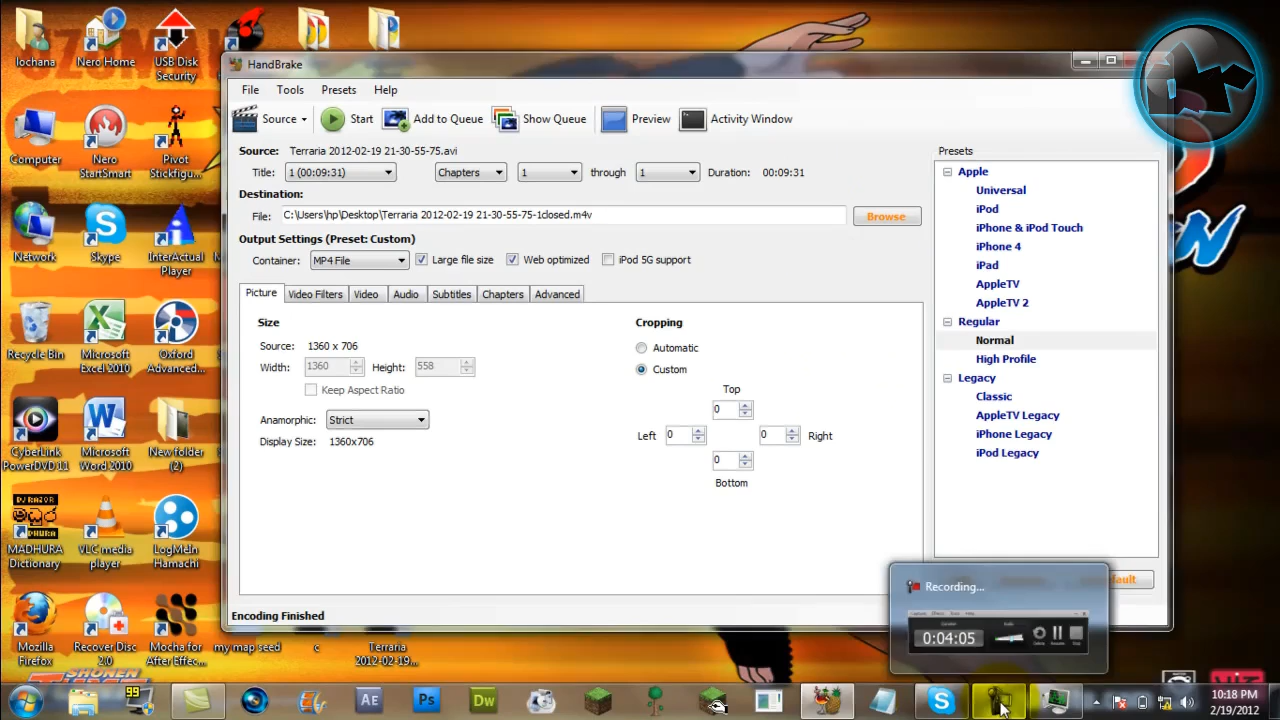 HandBrake
File Tools Presets Help
Source Start Add to Queue Show Queue Preview Activity Window
Source: Terraria 2012-02-19 21-30-55-75.avi
Title: 1 (00:09:31) Chapters 1 through 1 Duration: 00:09:31
Destination:
File: C:\Users\hp\Desktop\Terraria 2012-02-19 21-30-55-75-1closed.m4v Browse
Output Settings (Preset: Custom)
Container: MP4 File Large file size Web optimized iPod 5G support
Picture Video Filters Video Audio Subtitles Chapters Advanced
Size
Source: 1360 x 706
Width: 1360 Height: 558
Keep Aspect Ratio
Anamorphic: Strict
Display Size: 1360x706
Cropping
Automatic
Custom
Top
0
Left 0 0 Right
0
Bottom
Presets
Apple
Universal
iPod
iPhone & iPod Touch
iPhone 4
iPad
AppleTV
AppleTV 2
Regular
Normal
High Profile
Legacy
Classic
AppleTV Legacy
iPhone Legacy
iPod Legacy
Encoding Finished
Recording...
0:04:05
lochana
Nero Home
USB Disk
Security
Computer
Nero
StartSmart
Pivot
Stickfigu...
Network
Skype
InterActual
Player
Recycle Bin
Microsoft
Excel 2010
Oxford
Advanced...
CyberLink
PowerDVD 11
Microsoft
Word 2010
New folder
(2)
DJ RAZOR
DHURA
MADHURA
Dictionary
VLC media
player
LogMeIn
Hamachi
Mozilla
Firefox
Recover Disc
2.0
Mocha for
After Effec...
my map seed
c
Terraria
2012-02-19...
SHONEN
99
Ae Ps Dw
10:18 PM
2/19/2012